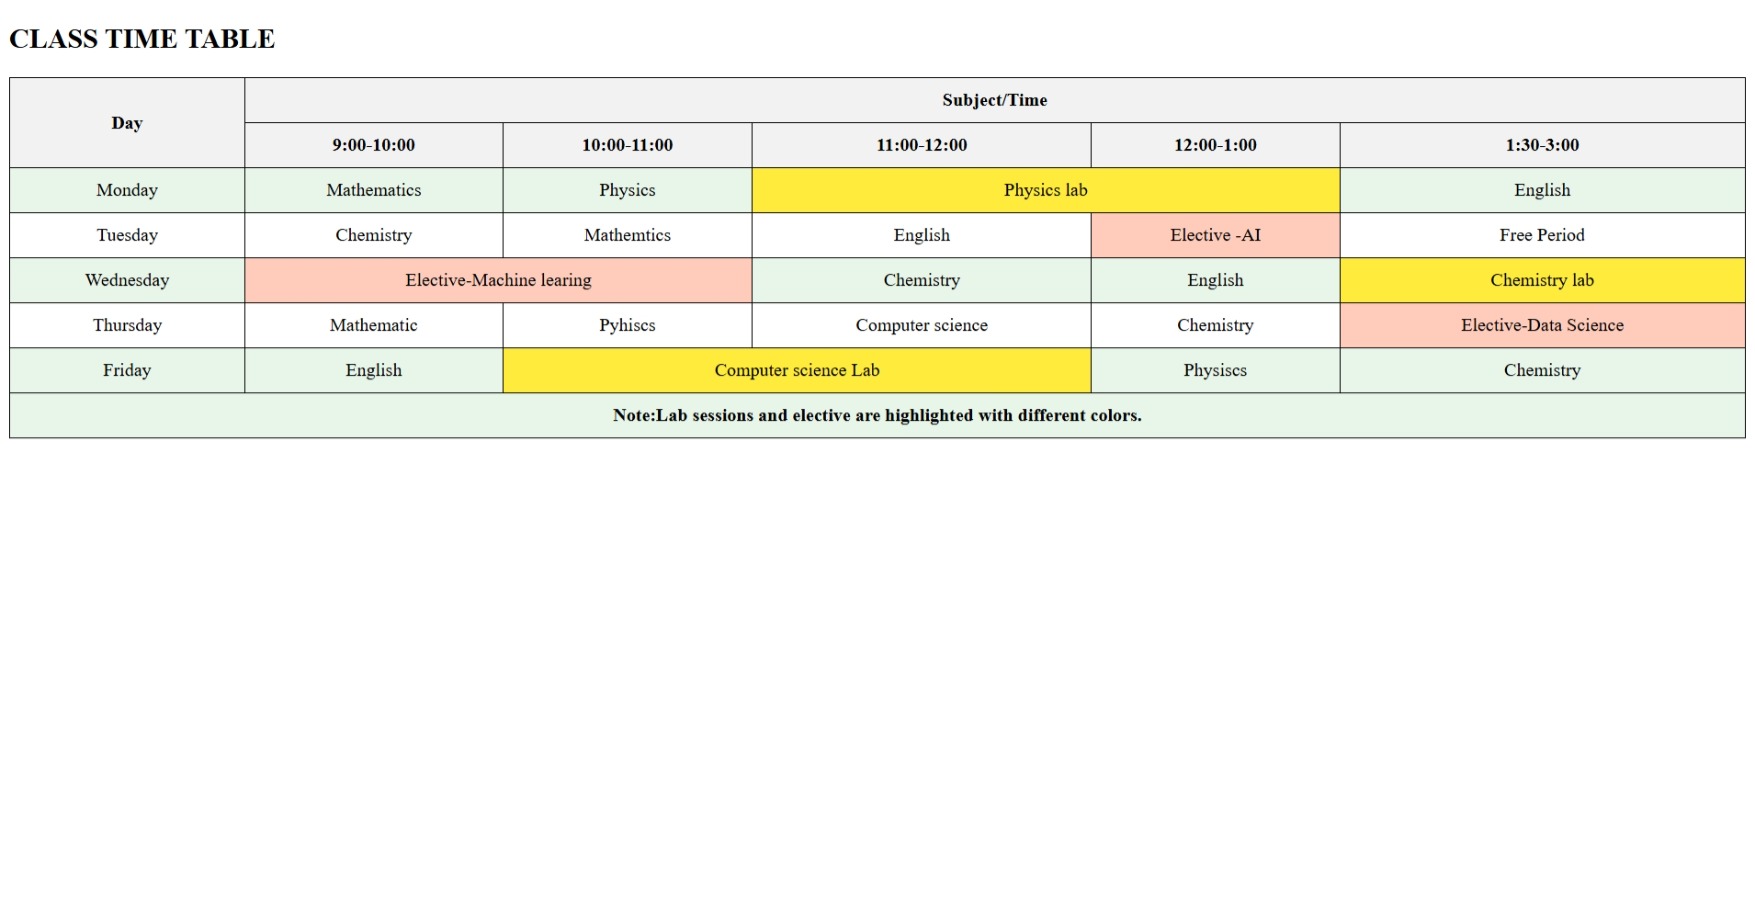 CLASS TIME TABLE
Day Subject/Time
9:00-10:00 10:00-11:00 11:00-12:00 12:00-1:00 1:30-3:00
Monday Mathematics Physics Physics lab English
Tuesday Chemistry Mathemtics English Elective -AI Free Period
Wednesday Elective-Machine learing Chemistry English Chemistry lab
Thursday Mathematic Pyhiscs Computer science Chemistry Elective-Data Science
Friday English Computer science Lab Physiscs Chemistry
Note:Lab sessions and elective are highlighted with different colors.